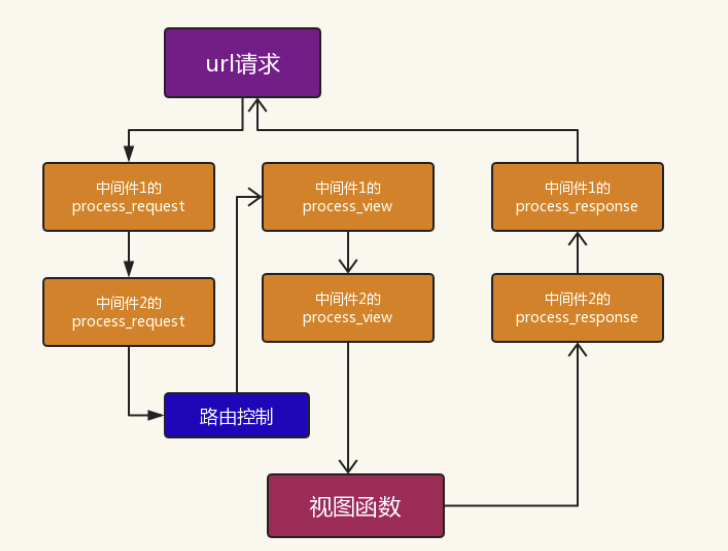 url请求
中间件1的
process_request
中间件1的
process_view
中间件1的
process_response
中间件2的
process_request
中间件2的
process_view
中间件2的
process_response
路由控制
视图函数